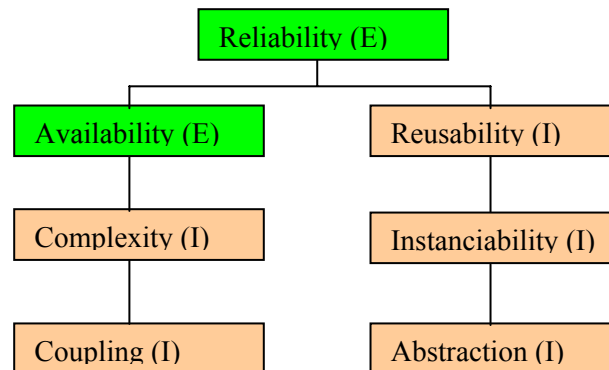 Reliability (E)
Availability (E)
Reusability (I)
Complexity (I)
Instanciability (I)
Coupling (I)
Abstraction (I)